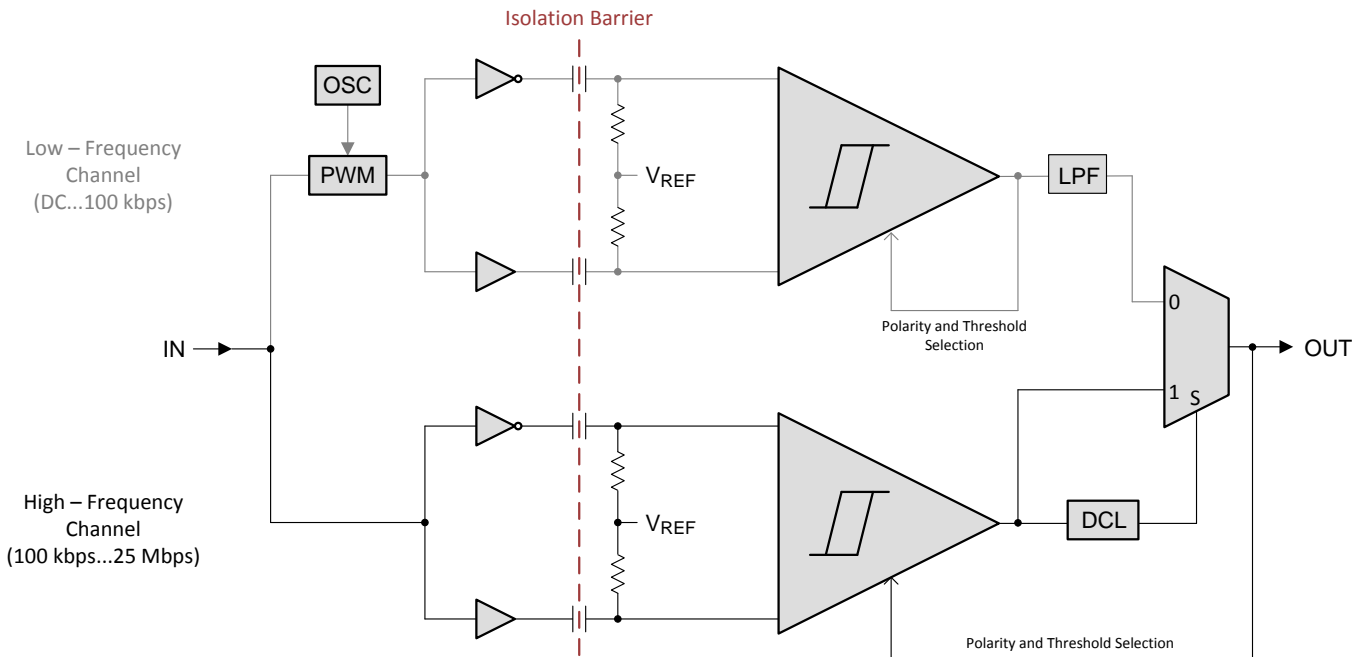 Isolation Barrier
OSC
Low – Frequency
Channel
(DC...100 kbps)
PWM
VREF
LPF
Polarity and Threshold
Selection
0
IN
OUT
1
S
High – Frequency
Channel
(100 kbps...25 Mbps)
VREF
DCL
Polarity and Threshold Selection